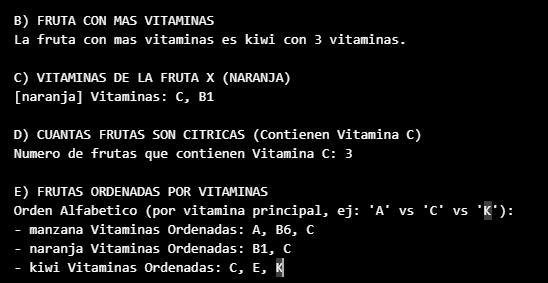 B) FRUTA CON MAS VITAMINAS
La fruta con mas vitaminas es kiwi con 3 vitaminas.
C) VITAMINAS DE LA FRUTA X (NARANJA)
[naranja] Vitaminas: C, B1
D) CUANTAS FRUTAS SON CITRICAS (Contienen Vitamina C)
Numero de frutas que contienen Vitamina C: 3
E) FRUTAS ORDENADAS POR VITAMINAS
Orden Alfabetico (por vitamina principal, ej: 'A' vs 'C' vs 'K'):
- manzana Vitaminas Ordenadas: A, B6, C
- naranja Vitaminas Ordenadas: B1, C
- kiwi Vitaminas Ordenadas: C, E, K